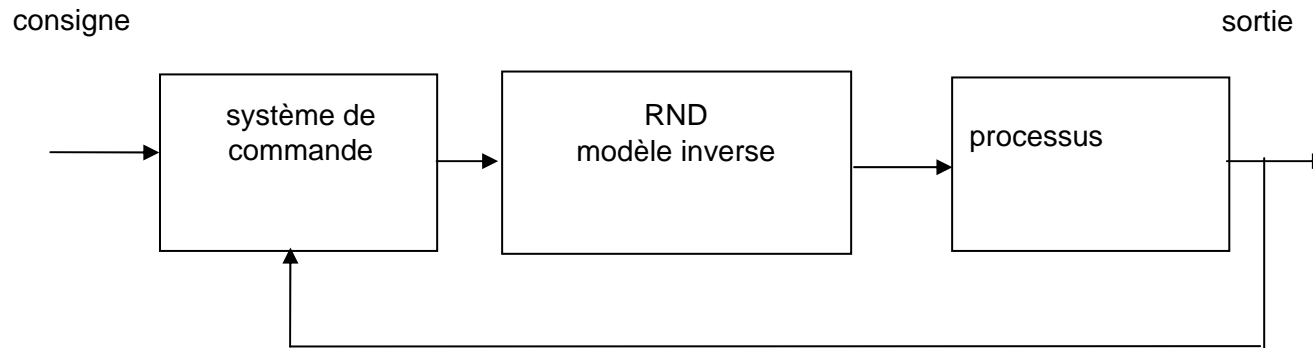 consigne
sortie
système de
commande
RND
modèle inverse
processus